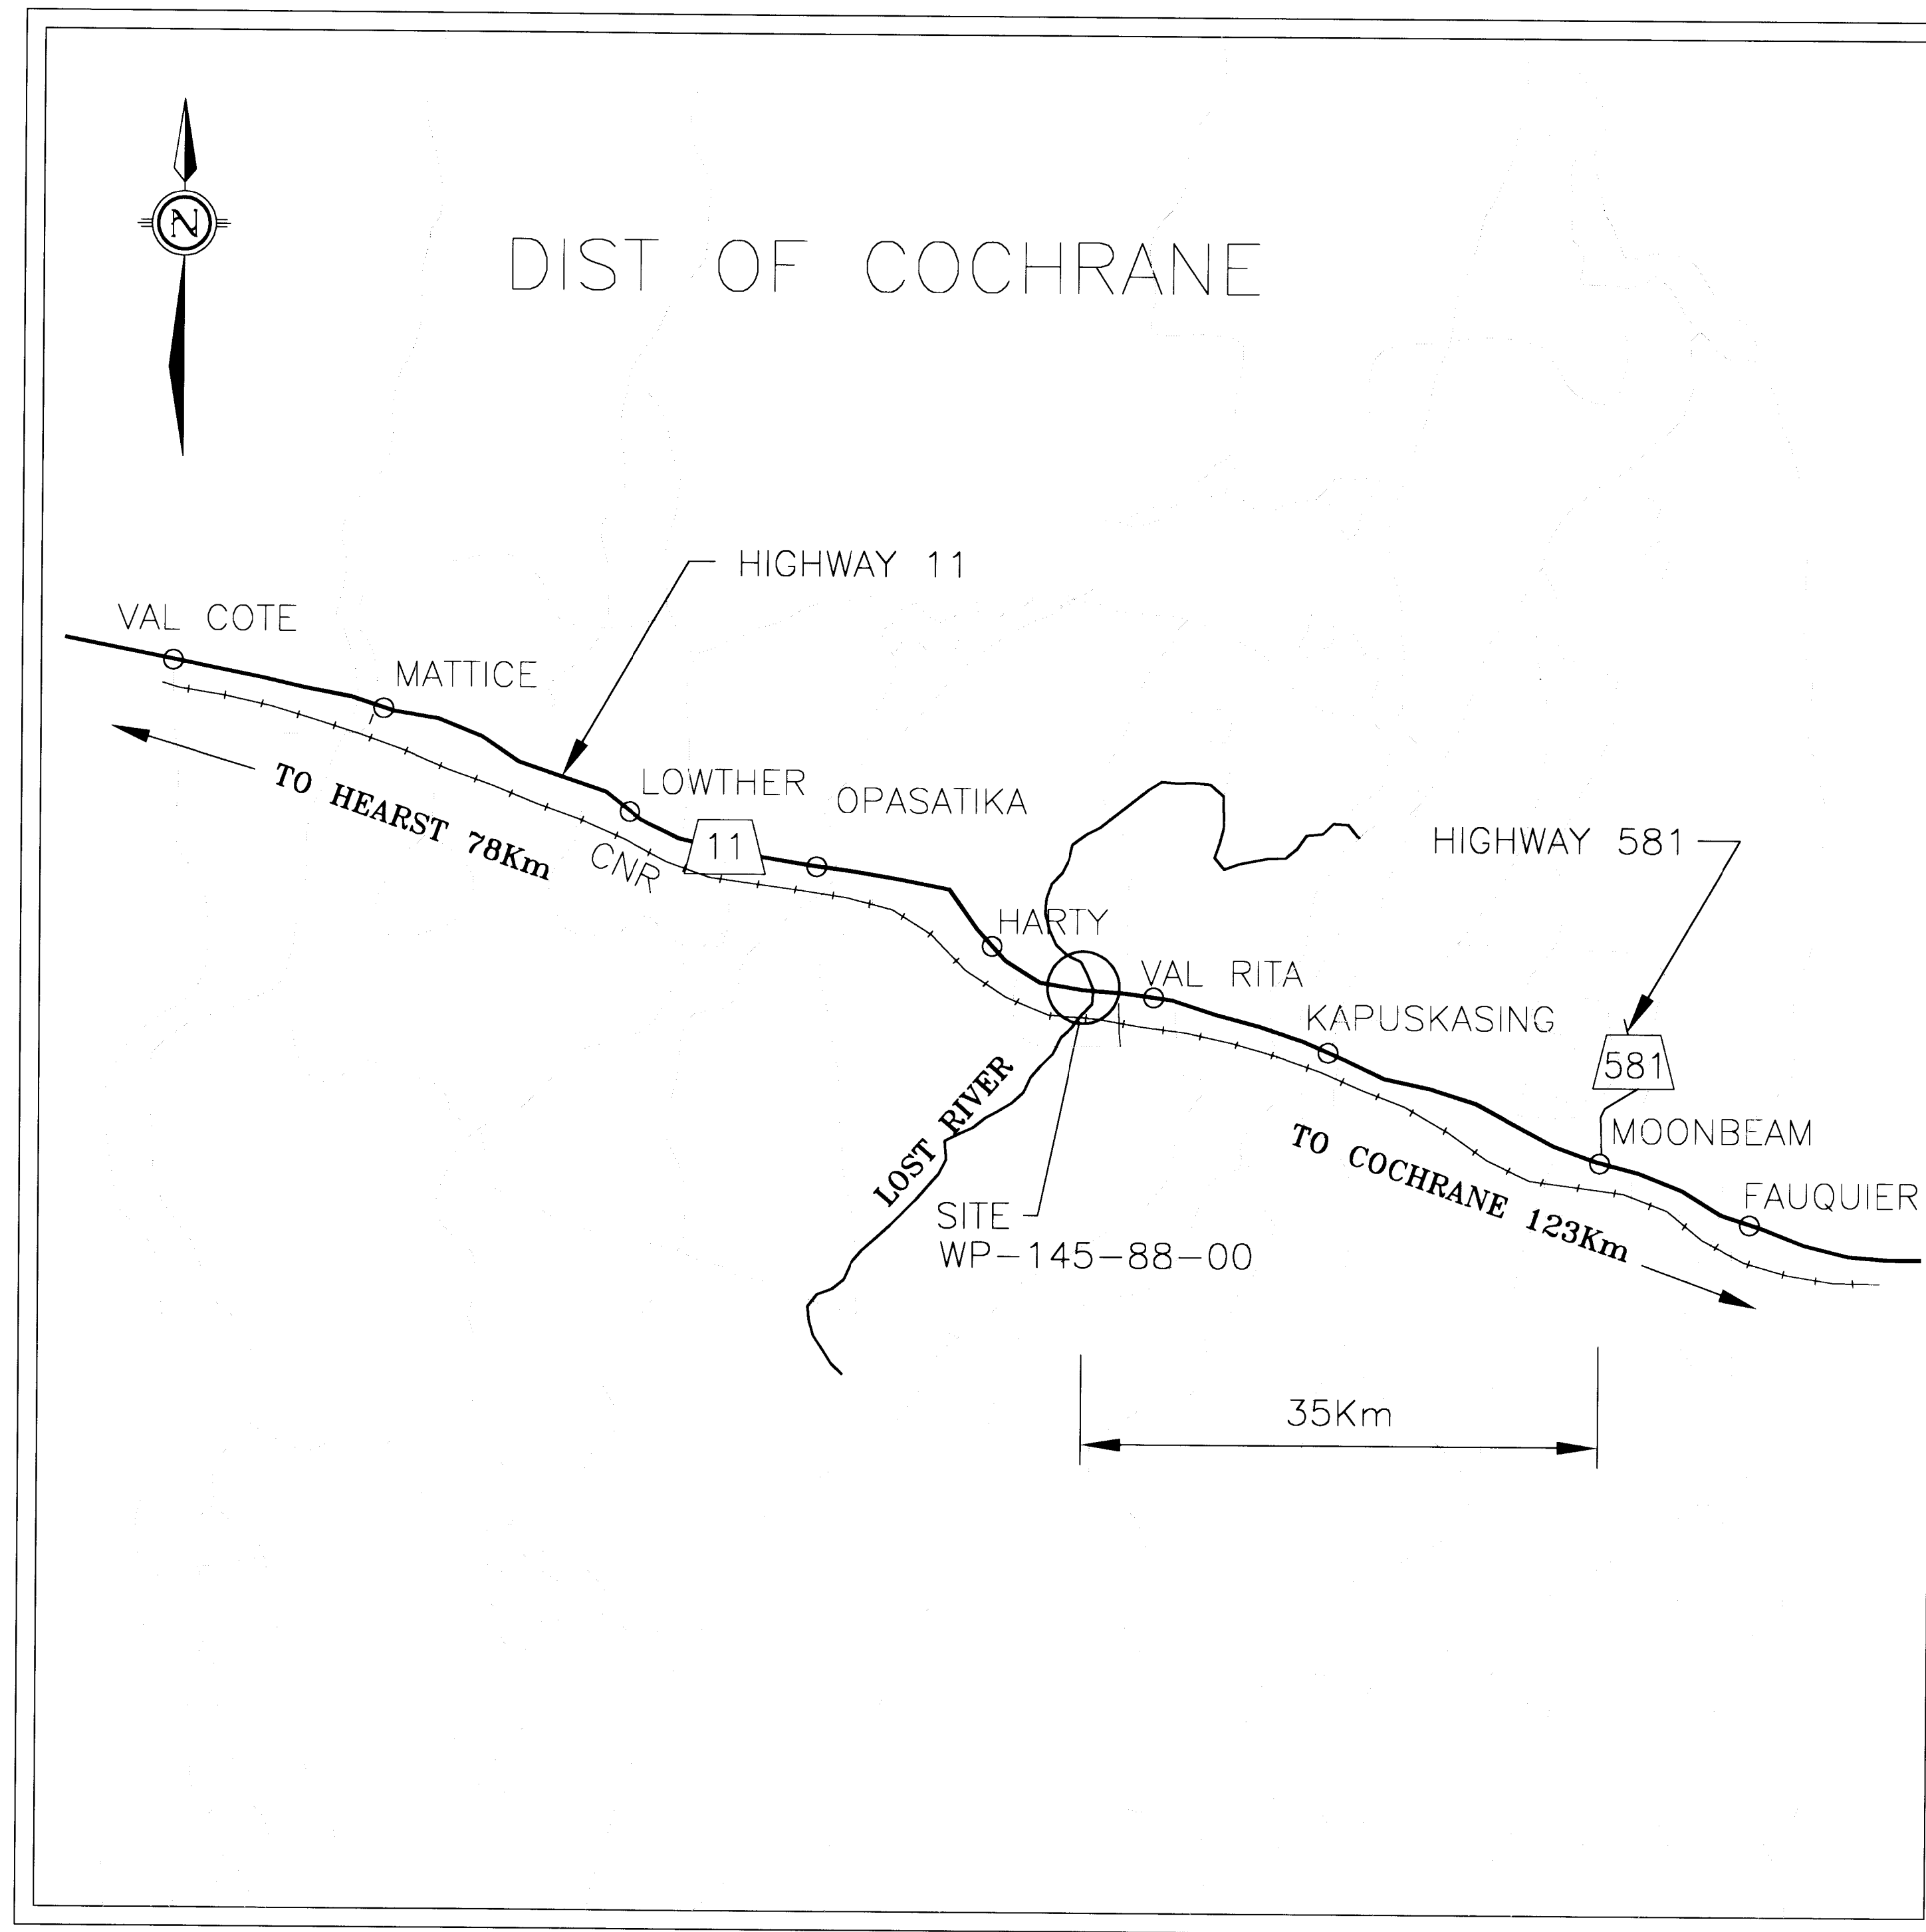 N
DIST OF COCHRANE
HIGHWAY 11
VAL COTE
MATTICE
LOWTHER
OPASATIKA
TO HEARST 78Km
CNR
11
HIGHWAY 581
HARTY
VAL RITA
KAPUSKASING
581
LOST RIVER
MOONBEAM
TO COCHRANE 123Km
FAUQUIER
SITE
WP-145-88-00
35Km